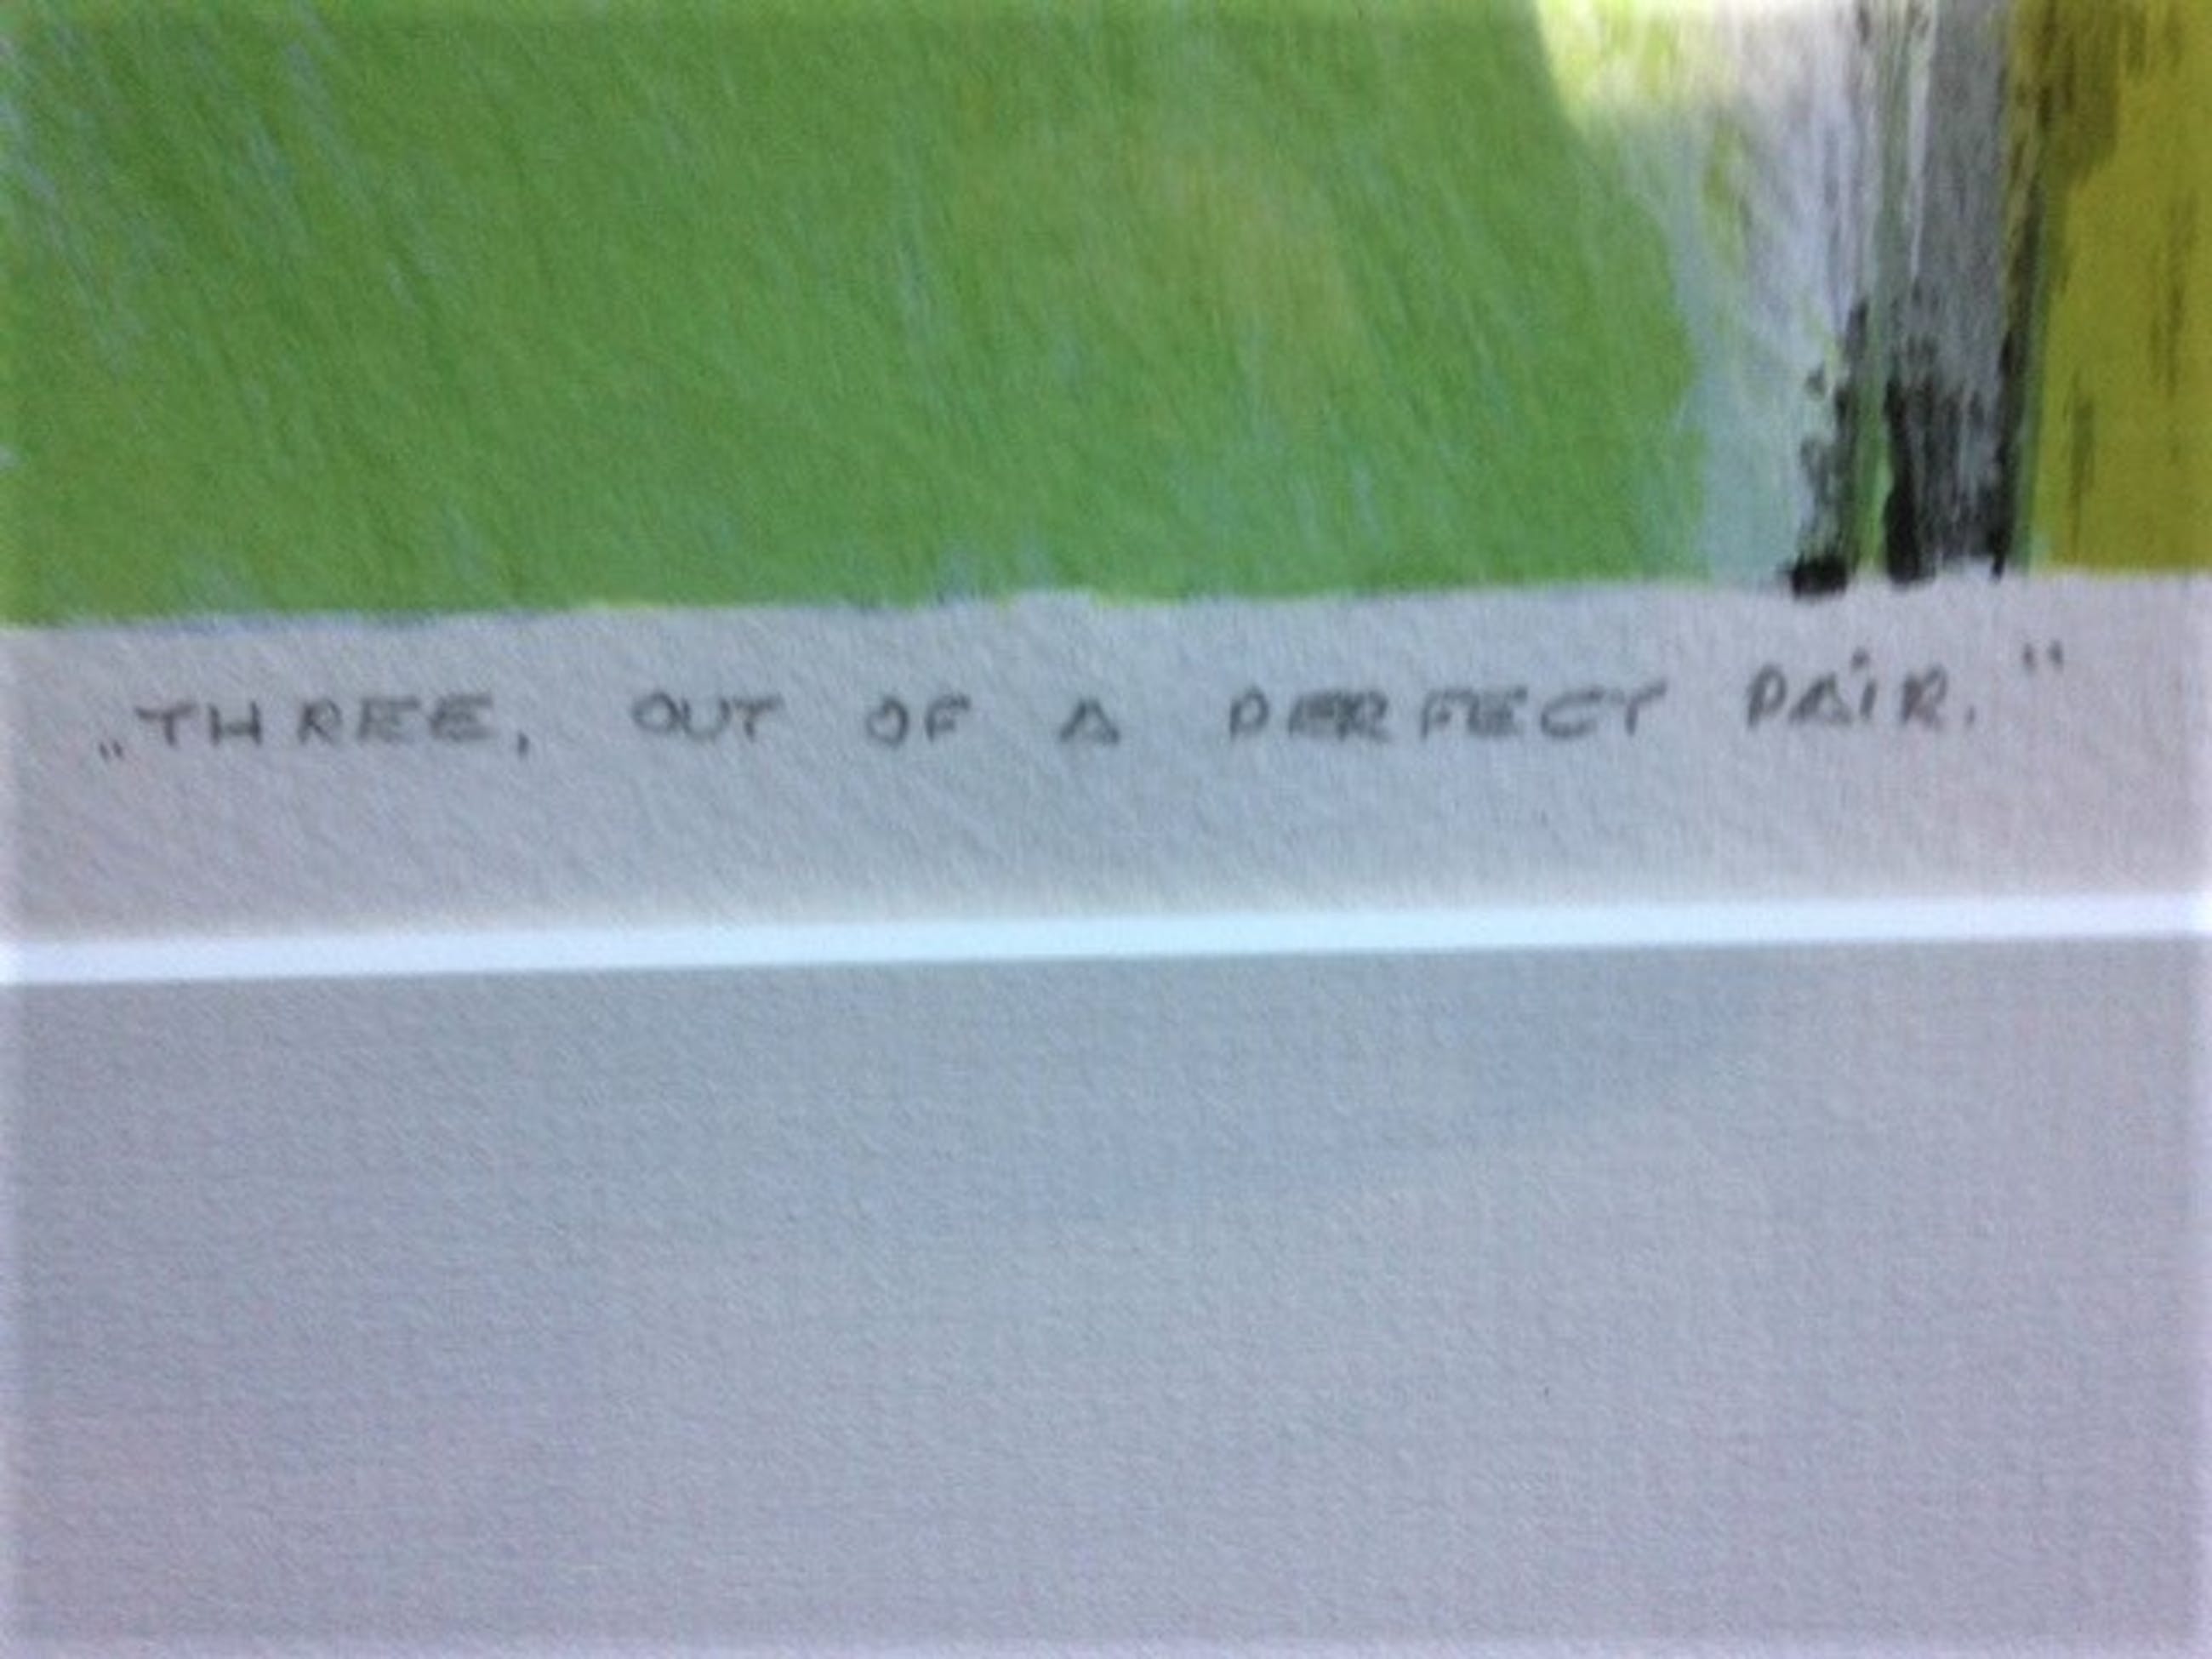 „THREE, OUT OF A PERFECT PAiR."